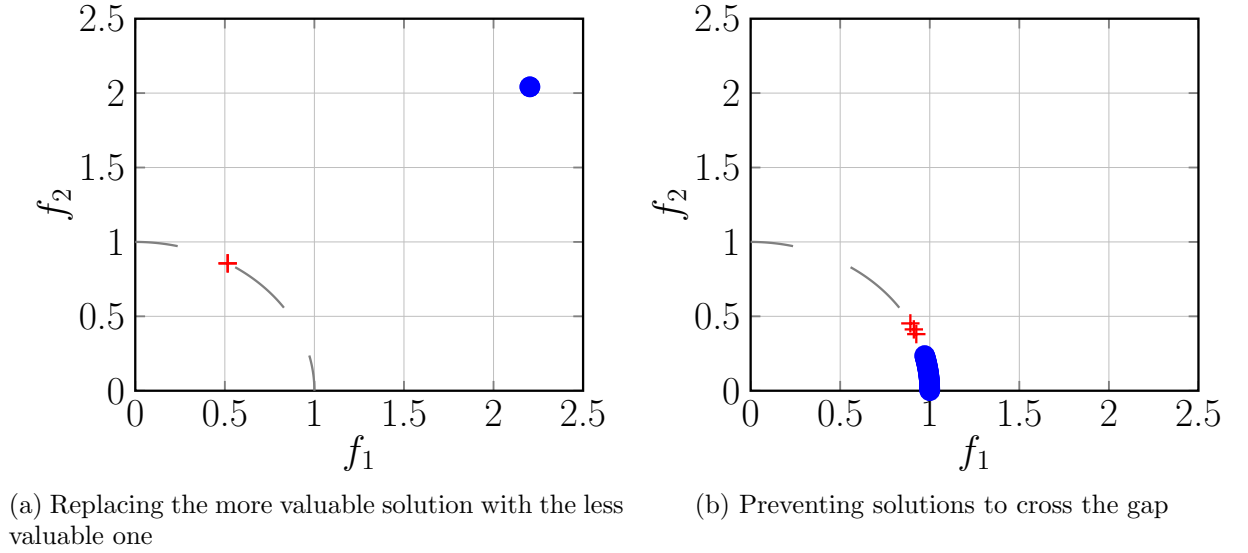 2.5
2
1.5
1
0.5
0
f2
0 0.5 1 1.5 2 2.5
f1
(a) Replacing the more valuable solution with the less
valuable one
2.5
2
1.5
1
0.5
0
f2
0 0.5 1 1.5 2 2.5
f1
(b) Preventing solutions to cross the gap